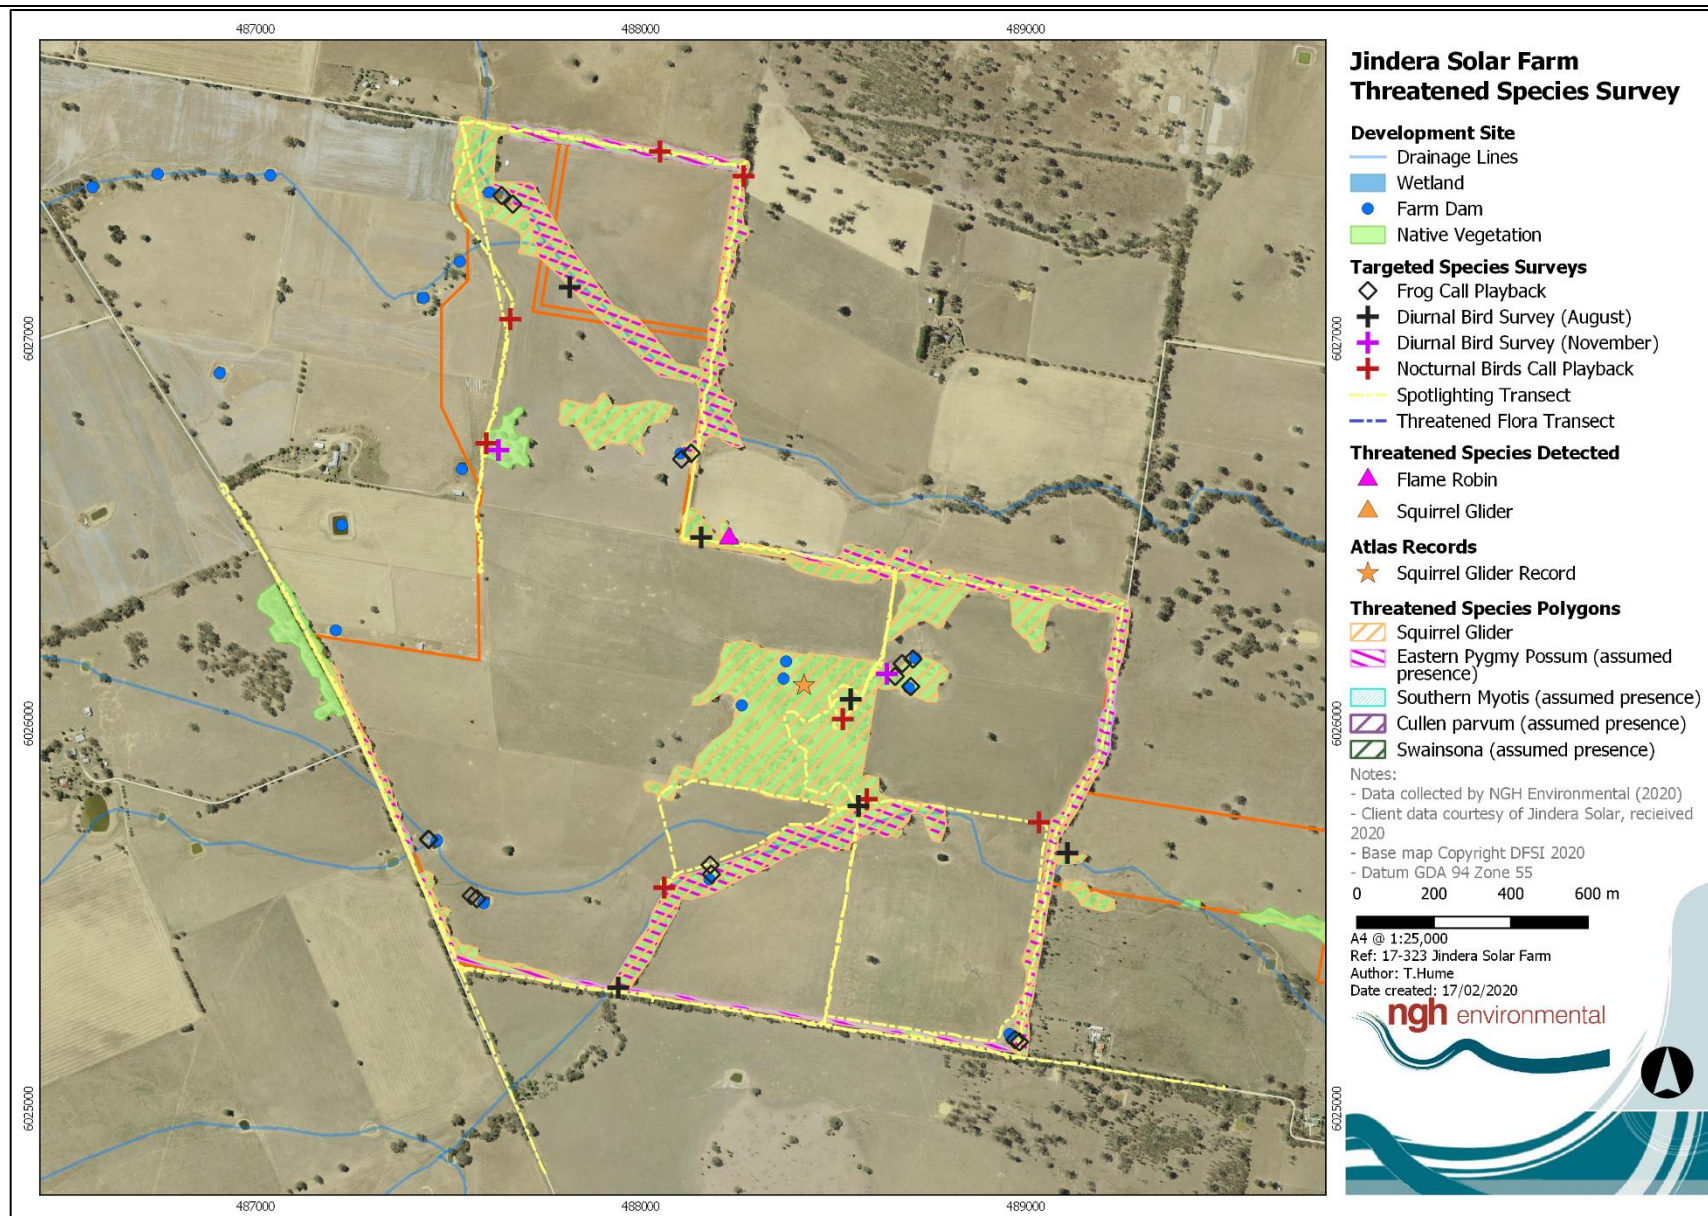 487000
488000
489000
6027000
6027000
6026000
6026000
6025000
6025000
487000
488000
489000
Jindera Solar Farm
Threatened Species Survey
Development Site
Drainage Lines
Wetland
Farm Dam
Native Vegetation
Targeted Species Surveys
Frog Call Playback
Diurnal Bird Survey (August)
Diurnal Bird Survey (November)
Nocturnal Birds Call Playback
Spotlighting Transect
Threatened Flora Transect
Threatened Species Detected
Flame Robin
Squirrel Glider
Atlas Records
Squirrel Glider Record
Threatened Species Polygons
Squirrel Glider
Eastern Pygmy Possum (assumed
presence)
Southern Myotis (assumed presence)
Cullen parvum (assumed presence)
Swainsona (assumed presence)
Notes:
- Data collected by NGH Environmental (2020)
- Client data courtesy of Jindera Solar, recieived
2020
- Base map Copyright DFSI 2020
- Datum GDA 94 Zone 55
0 200 400 600 m
A4 @ 1:25,000
Ref: 17-323 Jindera Solar Farm
Author: T.Hume
Date created: 17/02/2020
ngh environmental